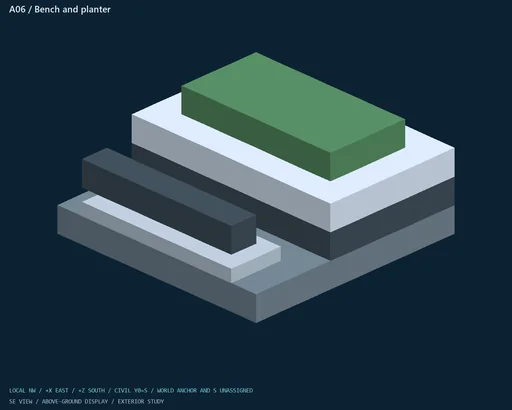 A06 / Bench and planter
LOCAL NW / +X EAST / +Z SOUTH / CIVIL Y0=S / WORLD ANCHOR AND S UNASSIGNED
SE VIEW / ABOVE-GROUND DISPLAY / EXTERIOR STUDY